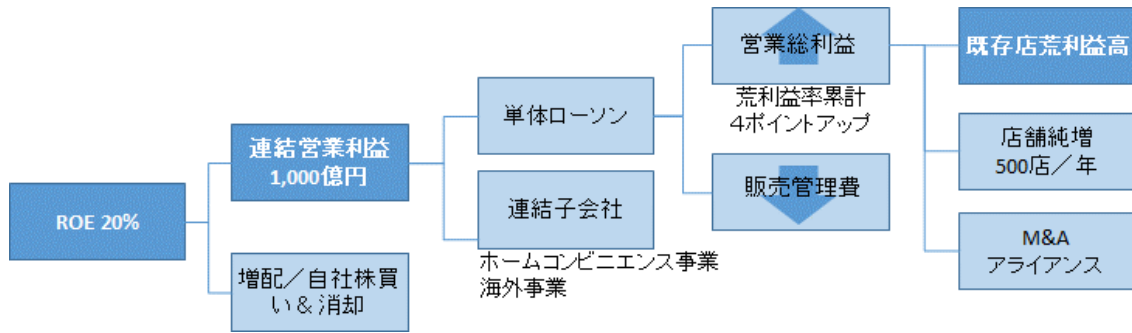 ROE 20%
連結営業利益
1,000億円
増配／自社株買
い＆消却
単体ローソン
連結子会社
ホームコンビニエンス事業
海外事業
営業総利益
荒利益率累計
4ポイントアップ
販売管理費
既存店荒利益高
店舗純増
500店／年
M&A
アライアンス